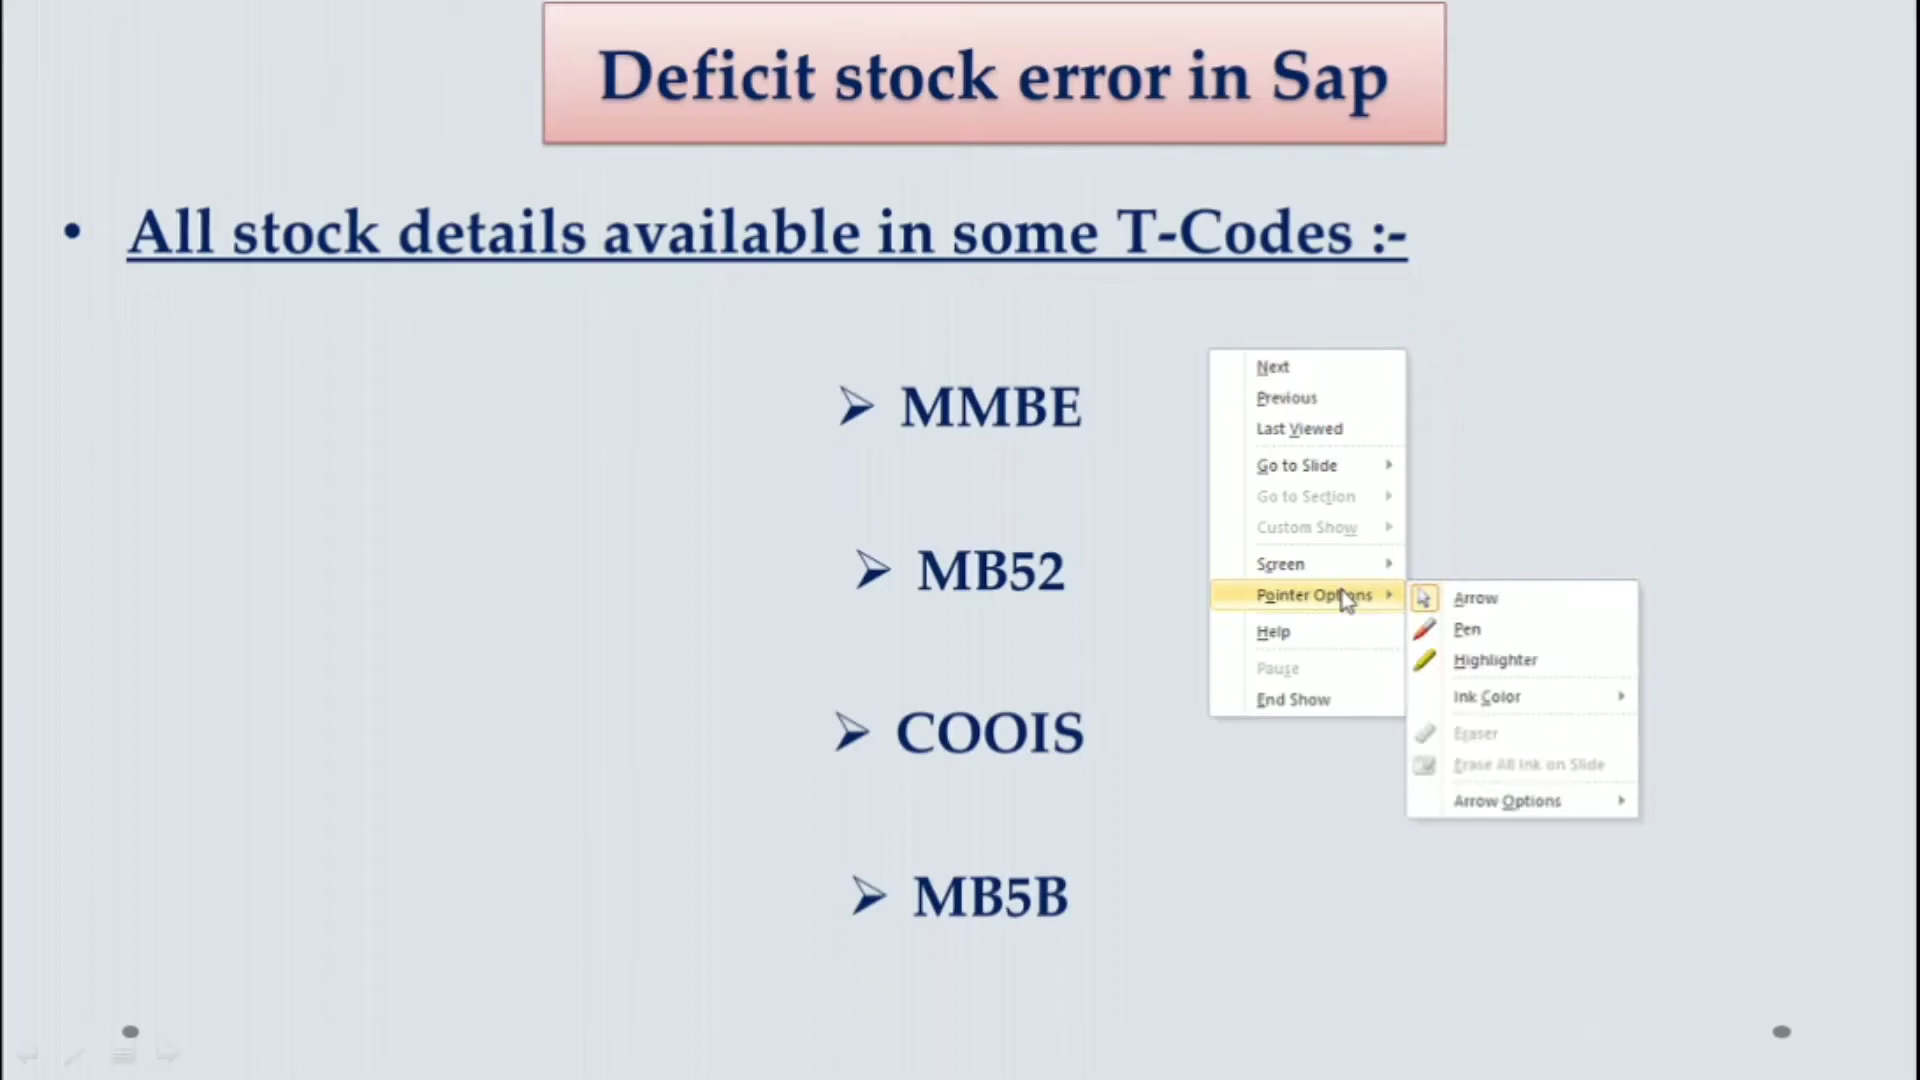 Deficit stock error in Sap
• All stock details available in some T-Codes :-
➢ MMBE
➢ MB52
➢ COOIS
➢ MB5B
Next
Previous
Last Viewed
Go to Slide
Go to Section
Custom Show
Screen
Pointer Options
Help
Pause
End Show
Arrow
Pen
Highlighter
Ink Color
Eraser
Erase All Ink on Slide
Arrow Options